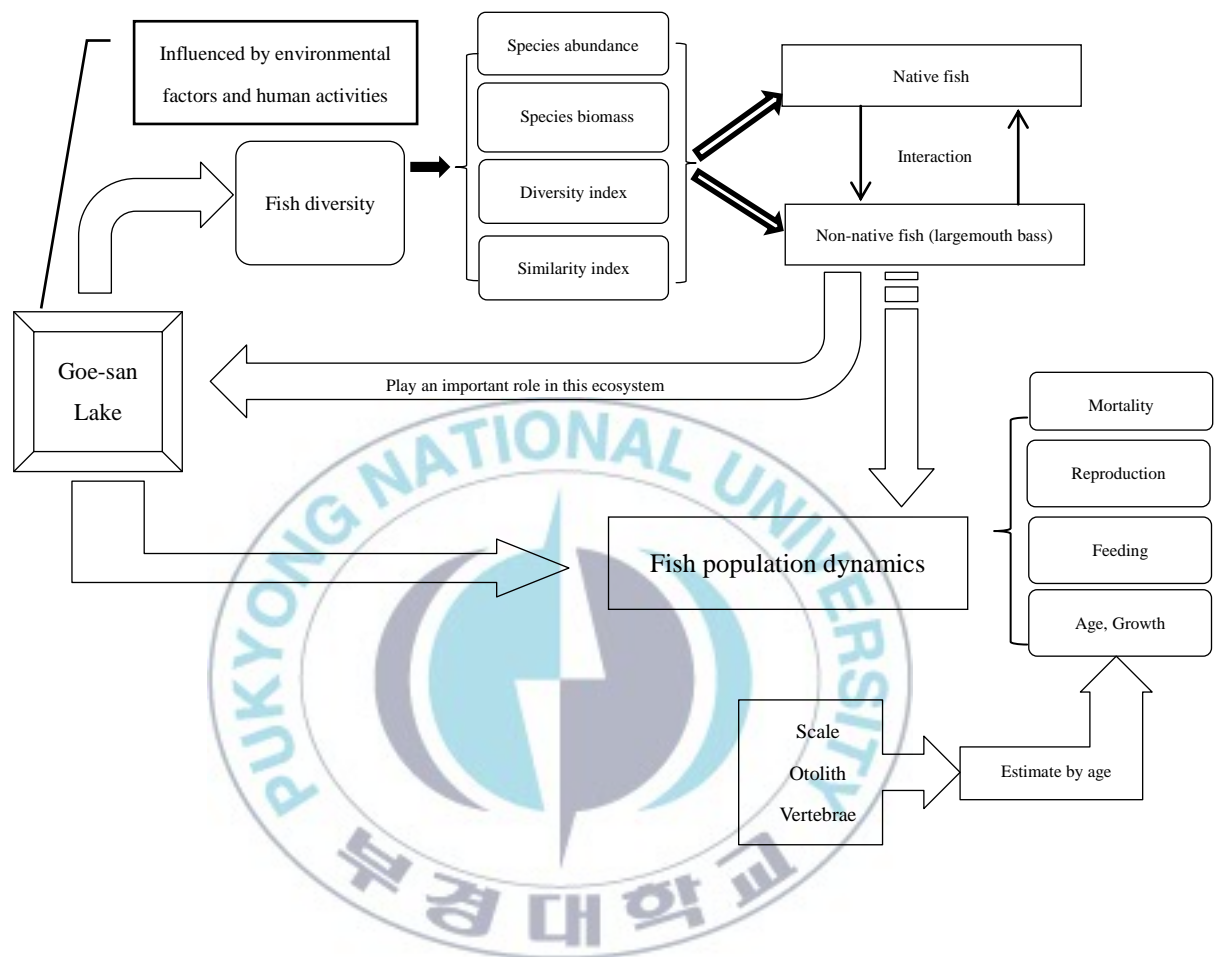 Influenced by environmental
factors and human activities
Species abundance
Species biomass
Diversity index
Similarity index
Native fish
Interaction
Non-native fish (largemouth bass)
Fish diversity
Goe-san
Lake
Play an important role in this ecosystem
Fish population dynamics
Mortality
Reproduction
Feeding
Age, Growth
Scale
Otolith
Vertebrae
Estimate by age
PUKYONG NATIONAL UNIVERSITY
부경대학교